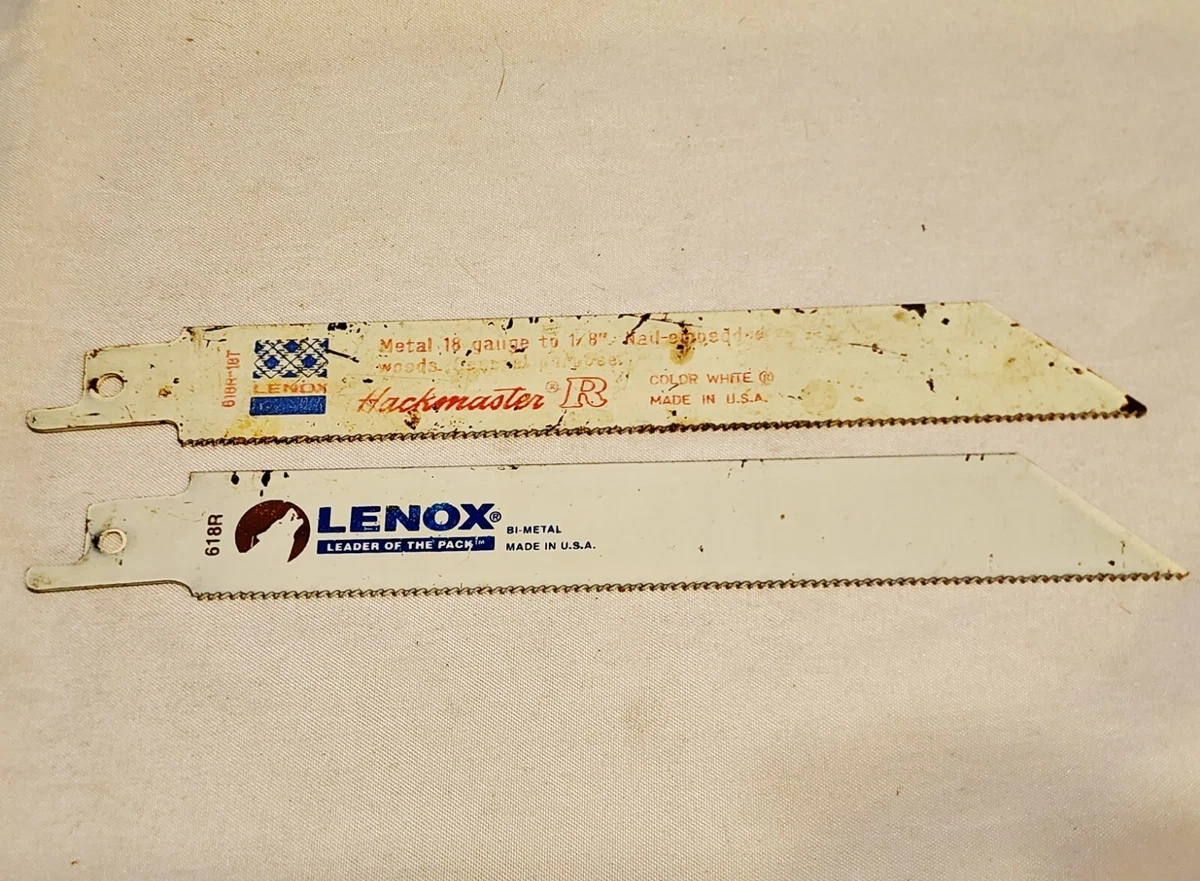 618R-18T
LENOX
Metal 18 gauge to 1/8"
woods
Hackmaster® R
COLOR WHITE ®
MADE IN U.S.A.
618R
LENOX®
LEADER OF THE PACK™
BI-METAL
MADE IN U.S.A.